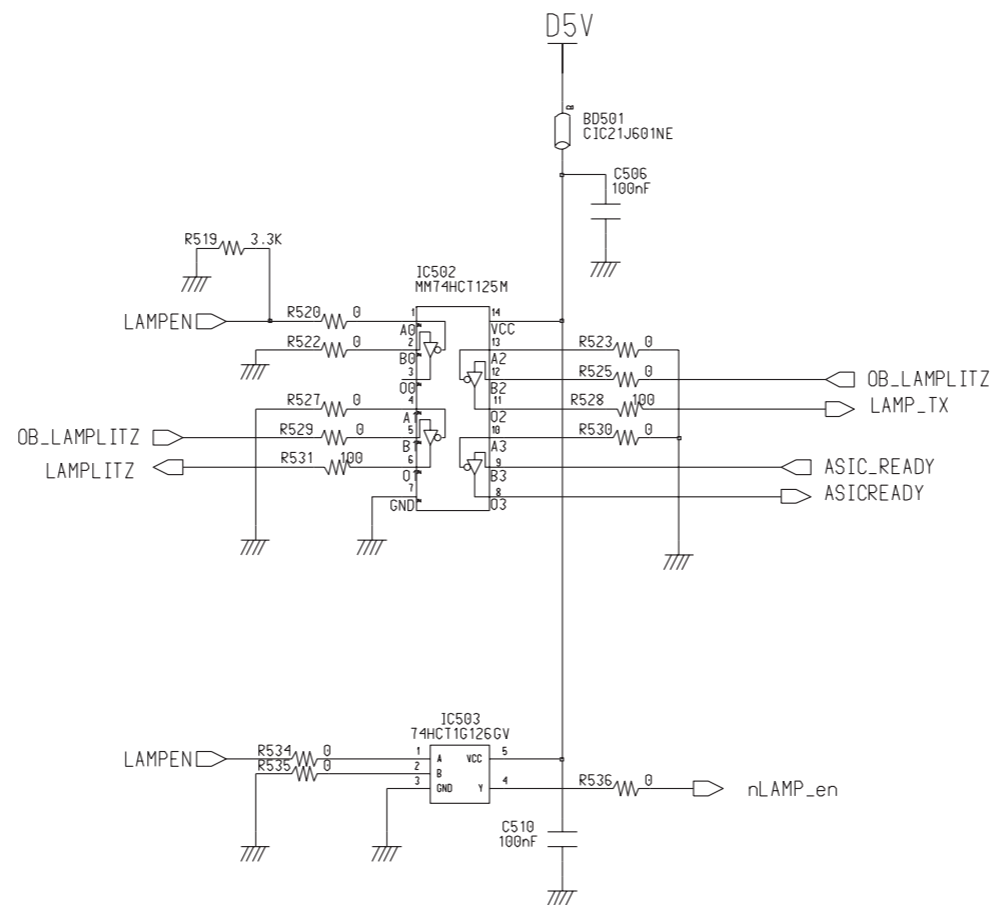 D5V
BD501
CIC21J601NE
C506
100nF
R519 3.3K
IC502
MM74HCT125M
LAMPEN
R520 0
1
A0
14
VCC
R522 0
2
B0
13
A2
R523 0
3
O0
12
B2
R525 0
OB_LAMPLITZ
R527 0
4
A1
11
O2
R528 100
LAMP_TX
OB_LAMPLITZ
R529 0
5
B1
10
A3
R530 0
LAMPLITZ
R531 100
6
O1
9
B3
ASIC_READY
7
GND
8
O3
ASICREADY
IC503
74HCT1G126GV
LAMPEN
R534 0
1
A
VCC
5
R535 0
2
B
3
GND
Y
4
R536 0
nLAMP_en
C510
100nF